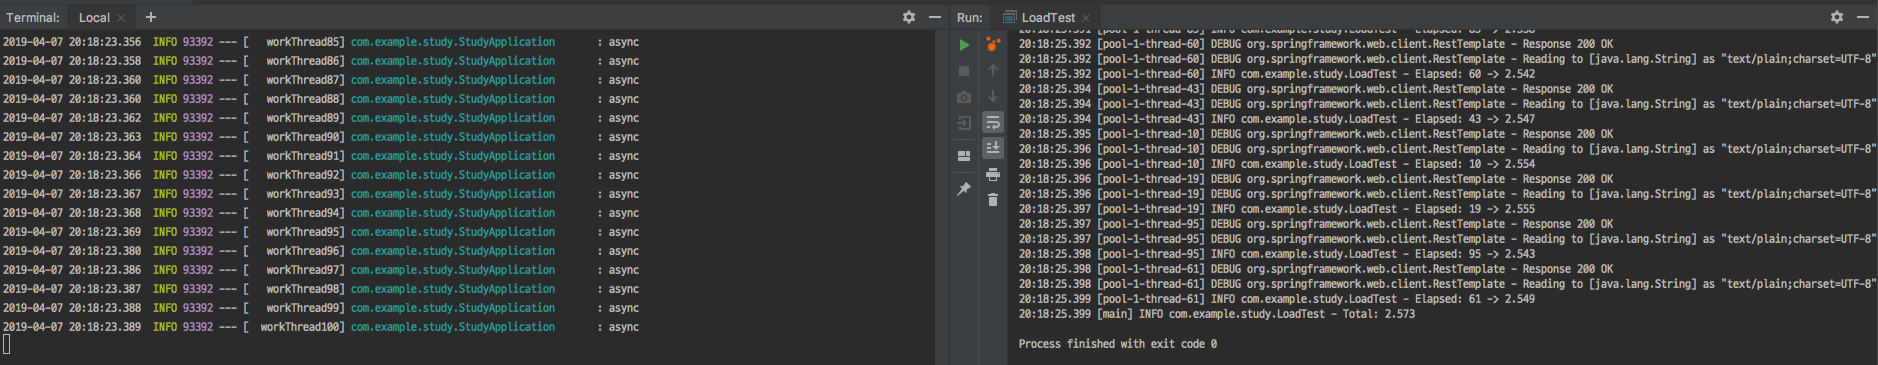 Terminal: Local
2019-04-07 20:18:23.356 INFO 93392 --- [ workThread85] com.example.study.StudyApplication : async
2019-04-07 20:18:23.358 INFO 93392 --- [ workThread86] com.example.study.StudyApplication : async
2019-04-07 20:18:23.360 INFO 93392 --- [ workThread87] com.example.study.StudyApplication : async
2019-04-07 20:18:23.360 INFO 93392 --- [ workThread88] com.example.study.StudyApplication : async
2019-04-07 20:18:23.362 INFO 93392 --- [ workThread89] com.example.study.StudyApplication : async
2019-04-07 20:18:23.363 INFO 93392 --- [ workThread90] com.example.study.StudyApplication : async
2019-04-07 20:18:23.364 INFO 93392 --- [ workThread91] com.example.study.StudyApplication : async
2019-04-07 20:18:23.366 INFO 93392 --- [ workThread92] com.example.study.StudyApplication : async
2019-04-07 20:18:23.367 INFO 93392 --- [ workThread93] com.example.study.StudyApplication : async
2019-04-07 20:18:23.368 INFO 93392 --- [ workThread94] com.example.study.StudyApplication : async
2019-04-07 20:18:23.369 INFO 93392 --- [ workThread95] com.example.study.StudyApplication : async
2019-04-07 20:18:23.380 INFO 93392 --- [ workThread96] com.example.study.StudyApplication : async
2019-04-07 20:18:23.386 INFO 93392 --- [ workThread97] com.example.study.StudyApplication : async
2019-04-07 20:18:23.387 INFO 93392 --- [ workThread98] com.example.study.StudyApplication : async
2019-04-07 20:18:23.388 INFO 93392 --- [ workThread99] com.example.study.StudyApplication : async
2019-04-07 20:18:23.389 INFO 93392 --- [ workThread100] com.example.study.StudyApplication : async
Run: LoadTest
20:18:25.392 [pool-1-thread-60] DEBUG org.springframework.web.client.RestTemplate - Response 200 OK
20:18:25.392 [pool-1-thread-60] DEBUG org.springframework.web.client.RestTemplate - Reading to [java.lang.String] as "text/plain;charset=UTF-8"
20:18:25.392 [pool-1-thread-60] INFO com.example.study.LoadTest - Elapsed: 60 -> 2.542
20:18:25.394 [pool-1-thread-43] DEBUG org.springframework.web.client.RestTemplate - Response 200 OK
20:18:25.394 [pool-1-thread-43] DEBUG org.springframework.web.client.RestTemplate - Reading to [java.lang.String] as "text/plain;charset=UTF-8"
20:18:25.394 [pool-1-thread-43] INFO com.example.study.LoadTest - Elapsed: 43 -> 2.547
20:18:25.395 [pool-1-thread-10] DEBUG org.springframework.web.client.RestTemplate - Response 200 OK
20:18:25.396 [pool-1-thread-10] DEBUG org.springframework.web.client.RestTemplate - Reading to [java.lang.String] as "text/plain;charset=UTF-8"
20:18:25.396 [pool-1-thread-10] INFO com.example.study.LoadTest - Elapsed: 10 -> 2.554
20:18:25.396 [pool-1-thread-19] DEBUG org.springframework.web.client.RestTemplate - Response 200 OK
20:18:25.396 [pool-1-thread-19] DEBUG org.springframework.web.client.RestTemplate - Reading to [java.lang.String] as "text/plain;charset=UTF-8"
20:18:25.397 [pool-1-thread-19] INFO com.example.study.LoadTest - Elapsed: 19 -> 2.555
20:18:25.397 [pool-1-thread-95] DEBUG org.springframework.web.client.RestTemplate - Response 200 OK
20:18:25.397 [pool-1-thread-95] DEBUG org.springframework.web.client.RestTemplate - Reading to [java.lang.String] as "text/plain;charset=UTF-8"
20:18:25.398 [pool-1-thread-95] INFO com.example.study.LoadTest - Elapsed: 95 -> 2.543
20:18:25.398 [pool-1-thread-61] DEBUG org.springframework.web.client.RestTemplate - Response 200 OK
20:18:25.398 [pool-1-thread-61] DEBUG org.springframework.web.client.RestTemplate - Reading to [java.lang.String] as "text/plain;charset=UTF-8"
20:18:25.399 [pool-1-thread-61] INFO com.example.study.LoadTest - Elapsed: 61 -> 2.549
20:18:25.399 [main] INFO com.example.study.LoadTest - Total: 2.573
Process finished with exit code 0